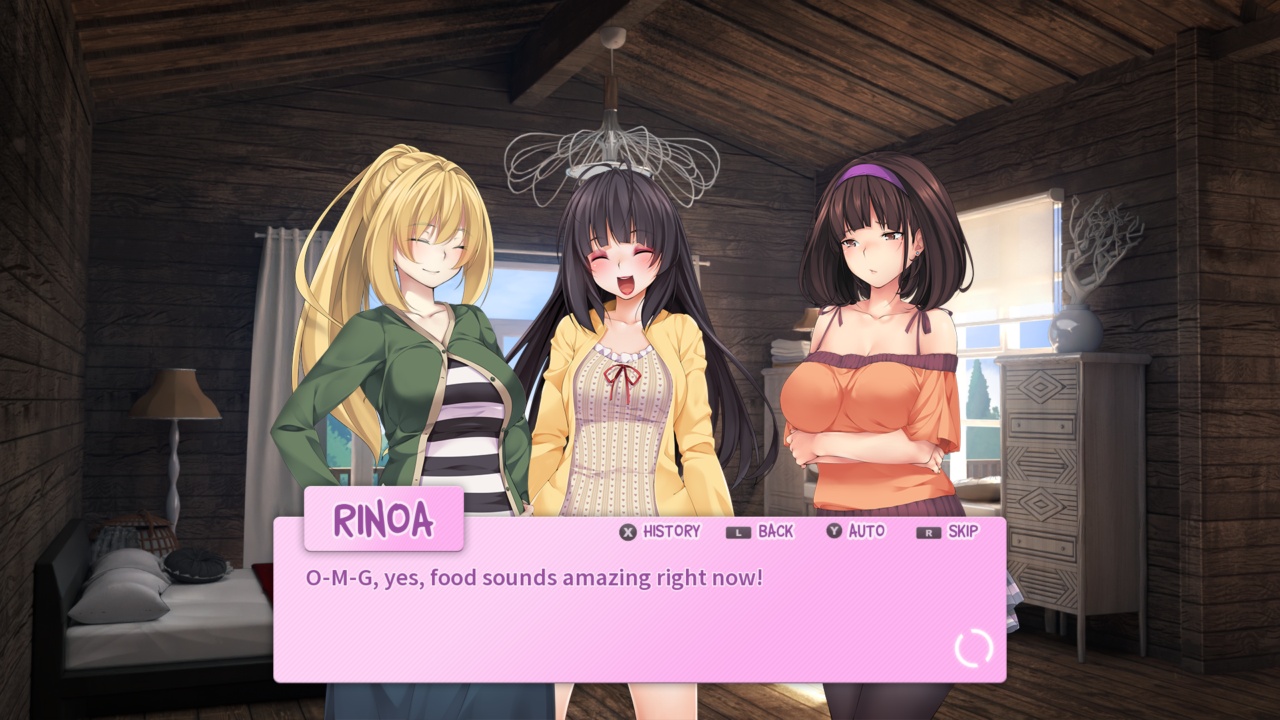 RINOA
X HISTORY L BACK Y AUTO R SKIP
O-M-G, yes, food sounds amazing right now!